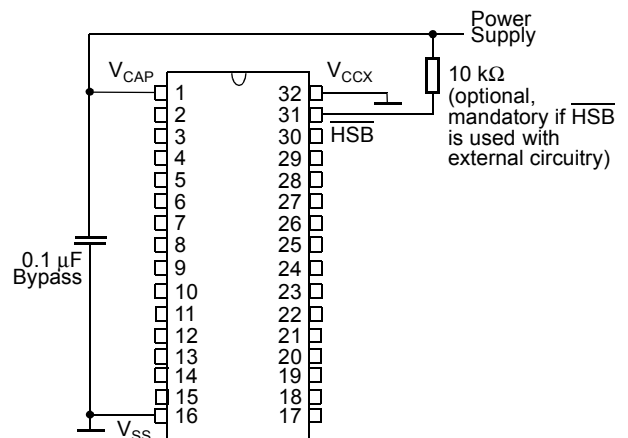 Power
Supply
V_CAP
V_CCX
10 kΩ
(optional,
mandatory if H̅S̅B̅
is used with
external circuitry)
H̅S̅B̅
1 32
2 31
3 30
4 29
5 28
6 27
7 26
8 25
9 24
10 23
11 22
12 21
13 20
14 19
15 18
16 17
0.1 μF
Bypass
V_SS